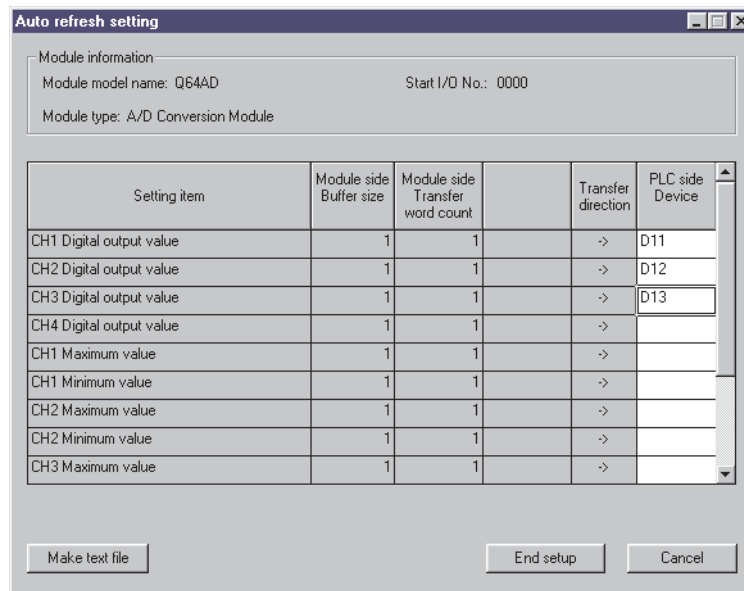 Auto refresh setting
Module information
Module model name: Q64AD Start I/O No.: 0000
Module type: A/D Conversion Module
Setting item Module side Buffer size Module side Transfer word count Transfer direction PLC side Device
CH1 Digital output value 1 1 -> D11
CH2 Digital output value 1 1 -> D12
CH3 Digital output value 1 1 -> D13
CH4 Digital output value 1 1 ->
CH1 Maximum value 1 1 ->
CH1 Minimum value 1 1 ->
CH2 Maximum value 1 1 ->
CH2 Minimum value 1 1 ->
CH3 Maximum value 1 1 ->
Make text file End setup Cancel